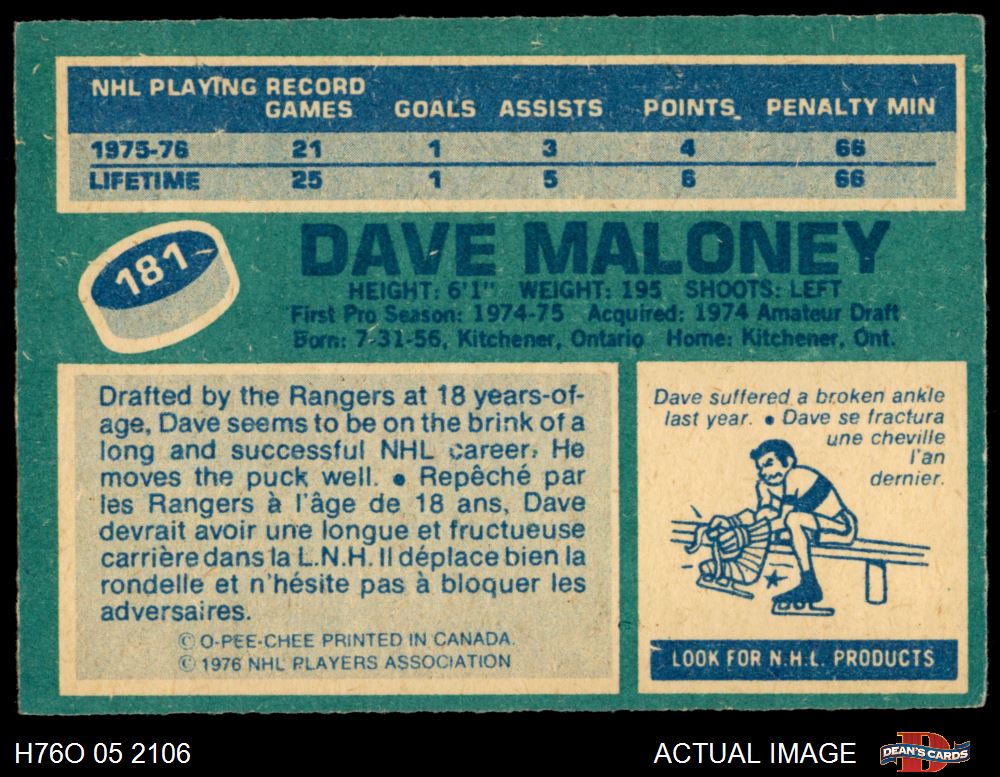 NHL PLAYING RECORD
GAMES GOALS ASSISTS POINTS PENALTY MIN
1975-76 21 1 3 4 66
LIFETIME 25 1 5 6 66
181
DAVE MALONEY
HEIGHT: 6'1" WEIGHT: 195 SHOOTS: LEFT
First Pro Season: 1974-75 Acquired: 1974 Amateur Draft
Born: 7-31-56, Kitchener, Ontario Home: Kitchener, Ont.
Drafted by the Rangers at 18 years-of-
age, Dave seems to be on the brink of a
long and successful NHL career. He
moves the puck well. • Repêché par
les Rangers à l'âge de 18 ans, Dave
devrait avoir une longue et fructueuse
carrière dans la L.N.H. Il déplace bien la
rondelle et n'hésite pas à bloquer les
adversaires.
© O-PEE-CHEE PRINTED IN CANADA.
© 1976 NHL PLAYERS ASSOCIATION
Dave suffered a broken ankle
last year. • Dave se fractura
une cheville
l'an
dernier.
LOOK FOR N.H.L. PRODUCTS
H76O 05 2106
ACTUAL IMAGE
DEAN'S CARDS